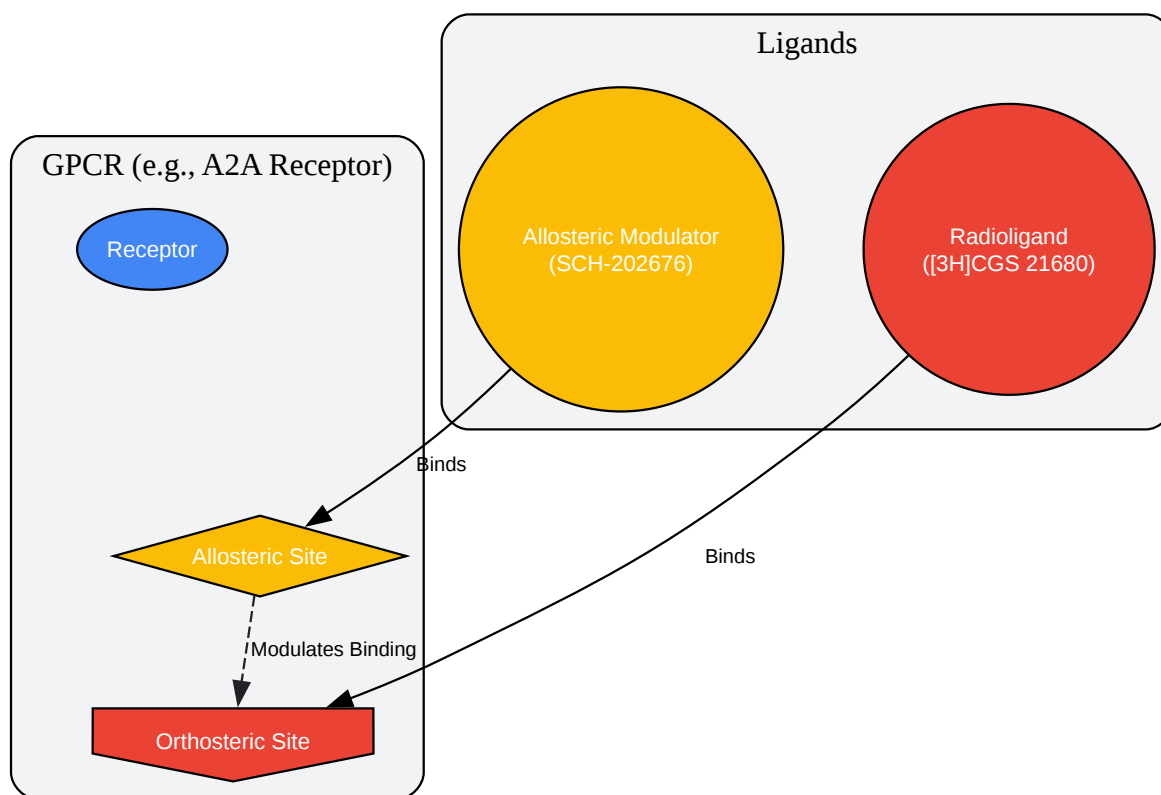 Ligands
GPCR (e.g., A2A Receptor)
Receptor
Allosteric Modulator
(SCH-202676)
Radioligand
([3H]CGS 21680)
Binds
Binds
Allosteric Site
Modulates Binding
Orthosteric Site